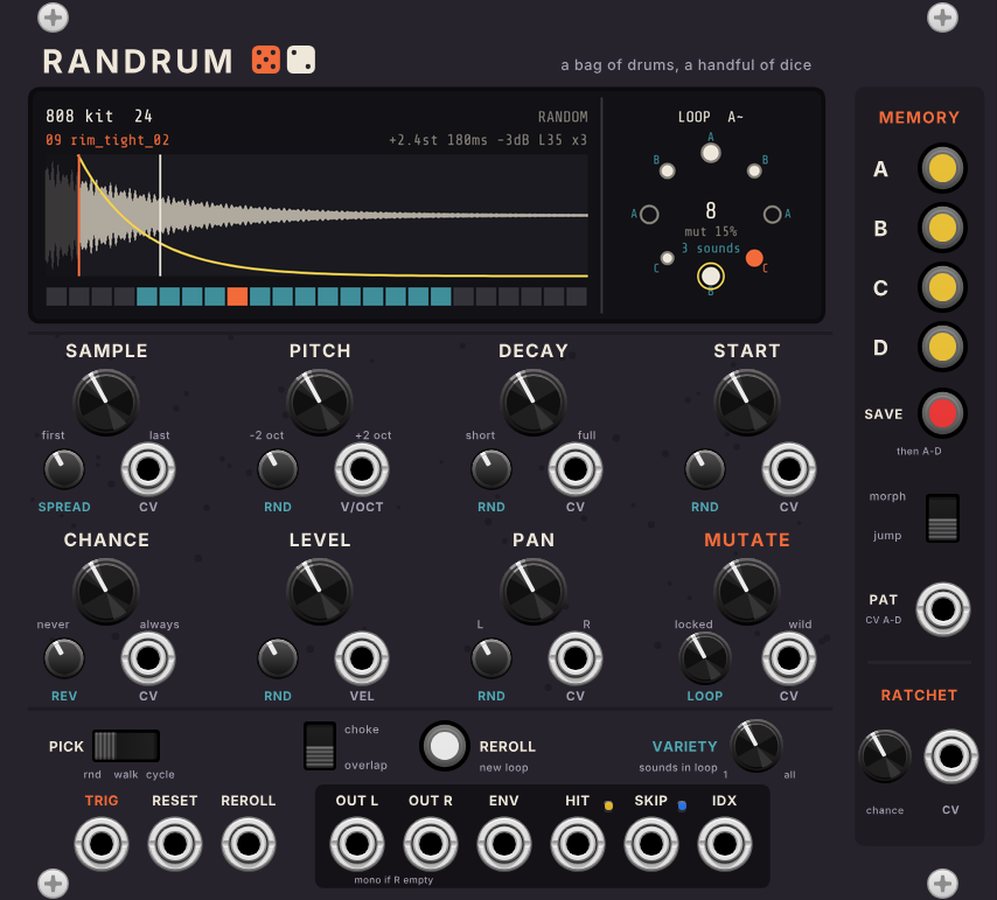 RANDRUM
a bag of drums, a handful of dice
808 kit 24
RANDOM
09 rim_tight_02
+2.4st 180ms -3dB L35 x3
LOOP A~
A
B
B
A
A
8
mut 15%
3 sounds
C
C
B
MEMORY
A
B
C
D
SAVE
then A-D
morph
jump
PAT
CV A-D
RATCHET
chance
CV
SAMPLE
PITCH
DECAY
START
first
last
-2 oct
+2 oct
short
full
SPREAD
CV
RND
V/OCT
RND
CV
RND
CV
CHANCE
LEVEL
PAN
MUTATE
never
always
L
R
locked
wild
REV
CV
RND
VEL
RND
CV
LOOP
CV
PICK
rnd walk cycle
choke
overlap
REROLL
new loop
VARIETY
sounds in loop
1
all
TRIG
RESET
REROLL
OUT L
OUT R
ENV
HIT
SKIP
IDX
mono if R empty